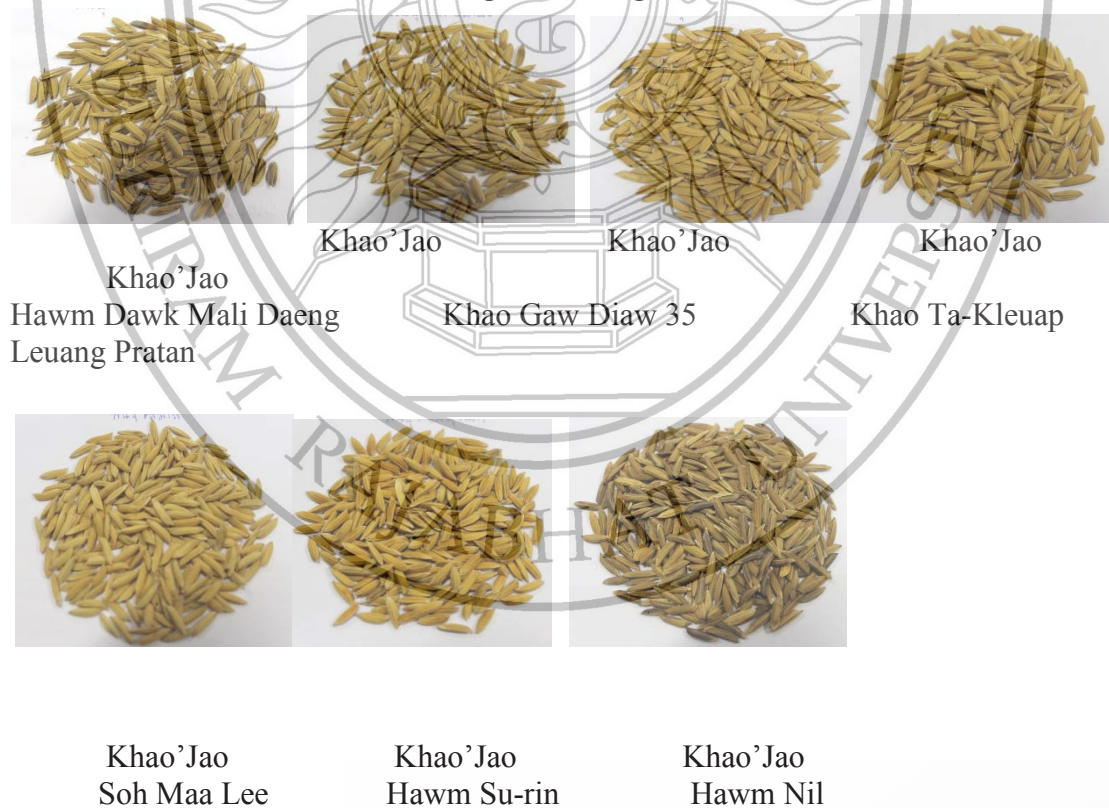 Khao'Jao Khao'Jao Khao'Jao
Khao'Jao
Hawm Dawk Mali Daeng Khao Gaw Diaw 35 Khao Ta-Kleuap
Leuang Pratan
Khao'Jao Khao'Jao Khao'Jao
Soh Maa Lee Hawm Su-rin Hawm Nil